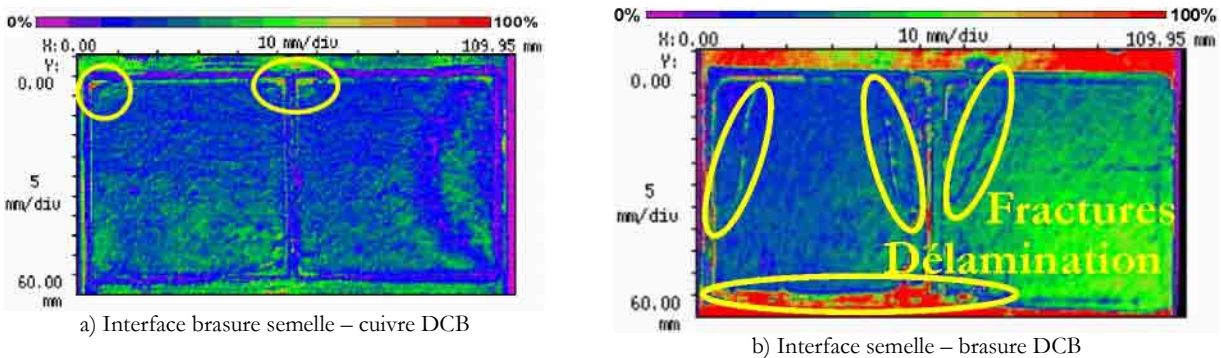 0% 100%
X:0.00 10 mm/div 109.95 mm
Y:
0.00
5
mm/div
60.00
mm
a) Interface brasure semelle – cuivre DCB
0% 100%
X:0.00 10 mm/div 109.95 mm
Y:
0.00
5
mm/div
Fractures
Délamination
60.00
mm
b) Interface semelle – brasure DCB